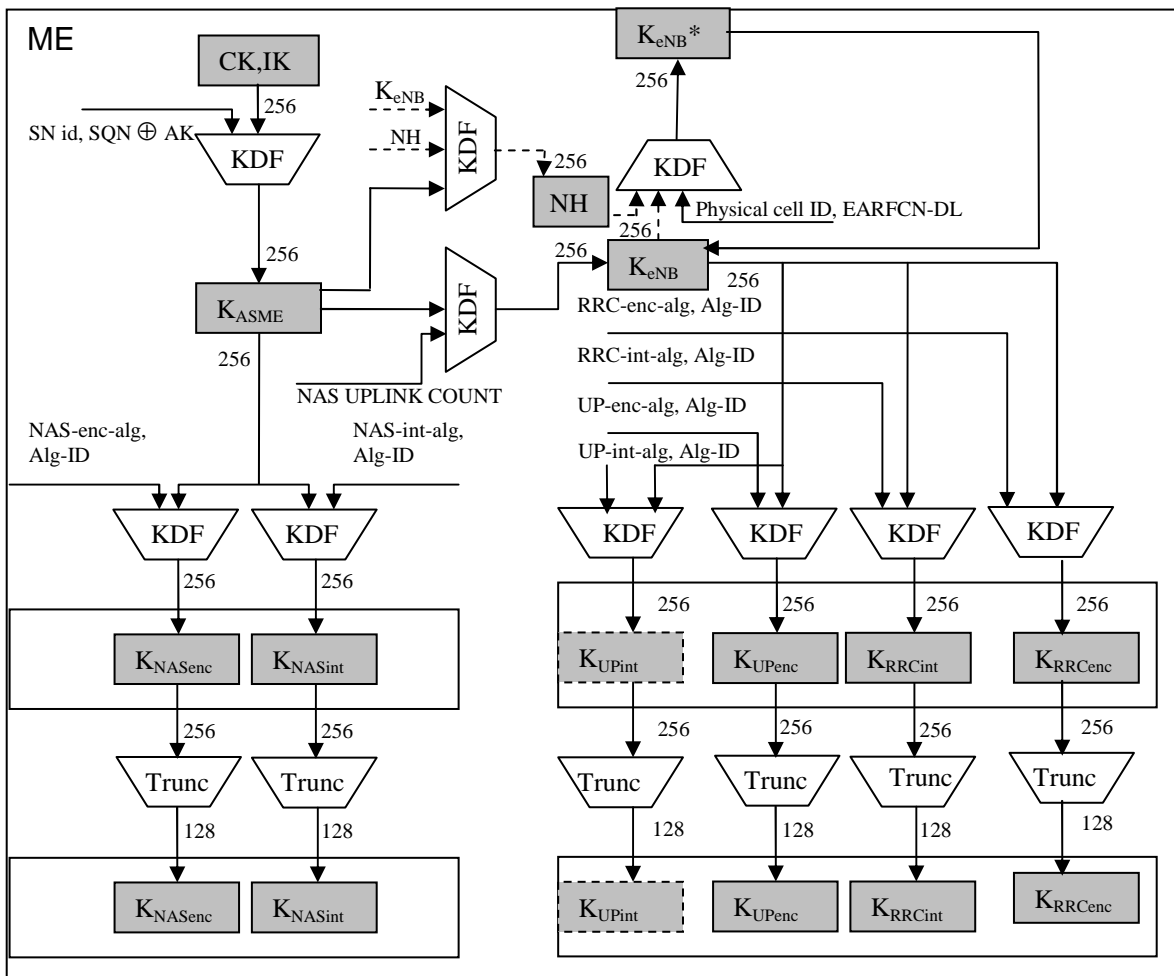 ME
K_eNB*
CK,IK
256
256
K_eNB
SN id, SQN ⊕ AK
NH
KDF
KDF
KDF
256
NH
Physical cell ID, EARFCN-DL
256
256
256
K_eNB
K_ASME
KDF
256
RRC-enc-alg, Alg-ID
256
RRC-int-alg, Alg-ID
NAS UPLINK COUNT
UP-enc-alg, Alg-ID
NAS-enc-alg,
Alg-ID
NAS-int-alg,
Alg-ID
UP-int-alg, Alg-ID
KDF
KDF
KDF
KDF
KDF
KDF
256
256
256
256
256
256
K_NASenc
K_NASint
K_UPint
K_UPenc
K_RRCint
K_RRCenc
256
256
256
256
256
256
Trunc
Trunc
Trunc
Trunc
Trunc
Trunc
128
128
128
128
128
128
K_NASenc
K_NASint
K_UPint
K_UPenc
K_RRCint
K_RRCenc